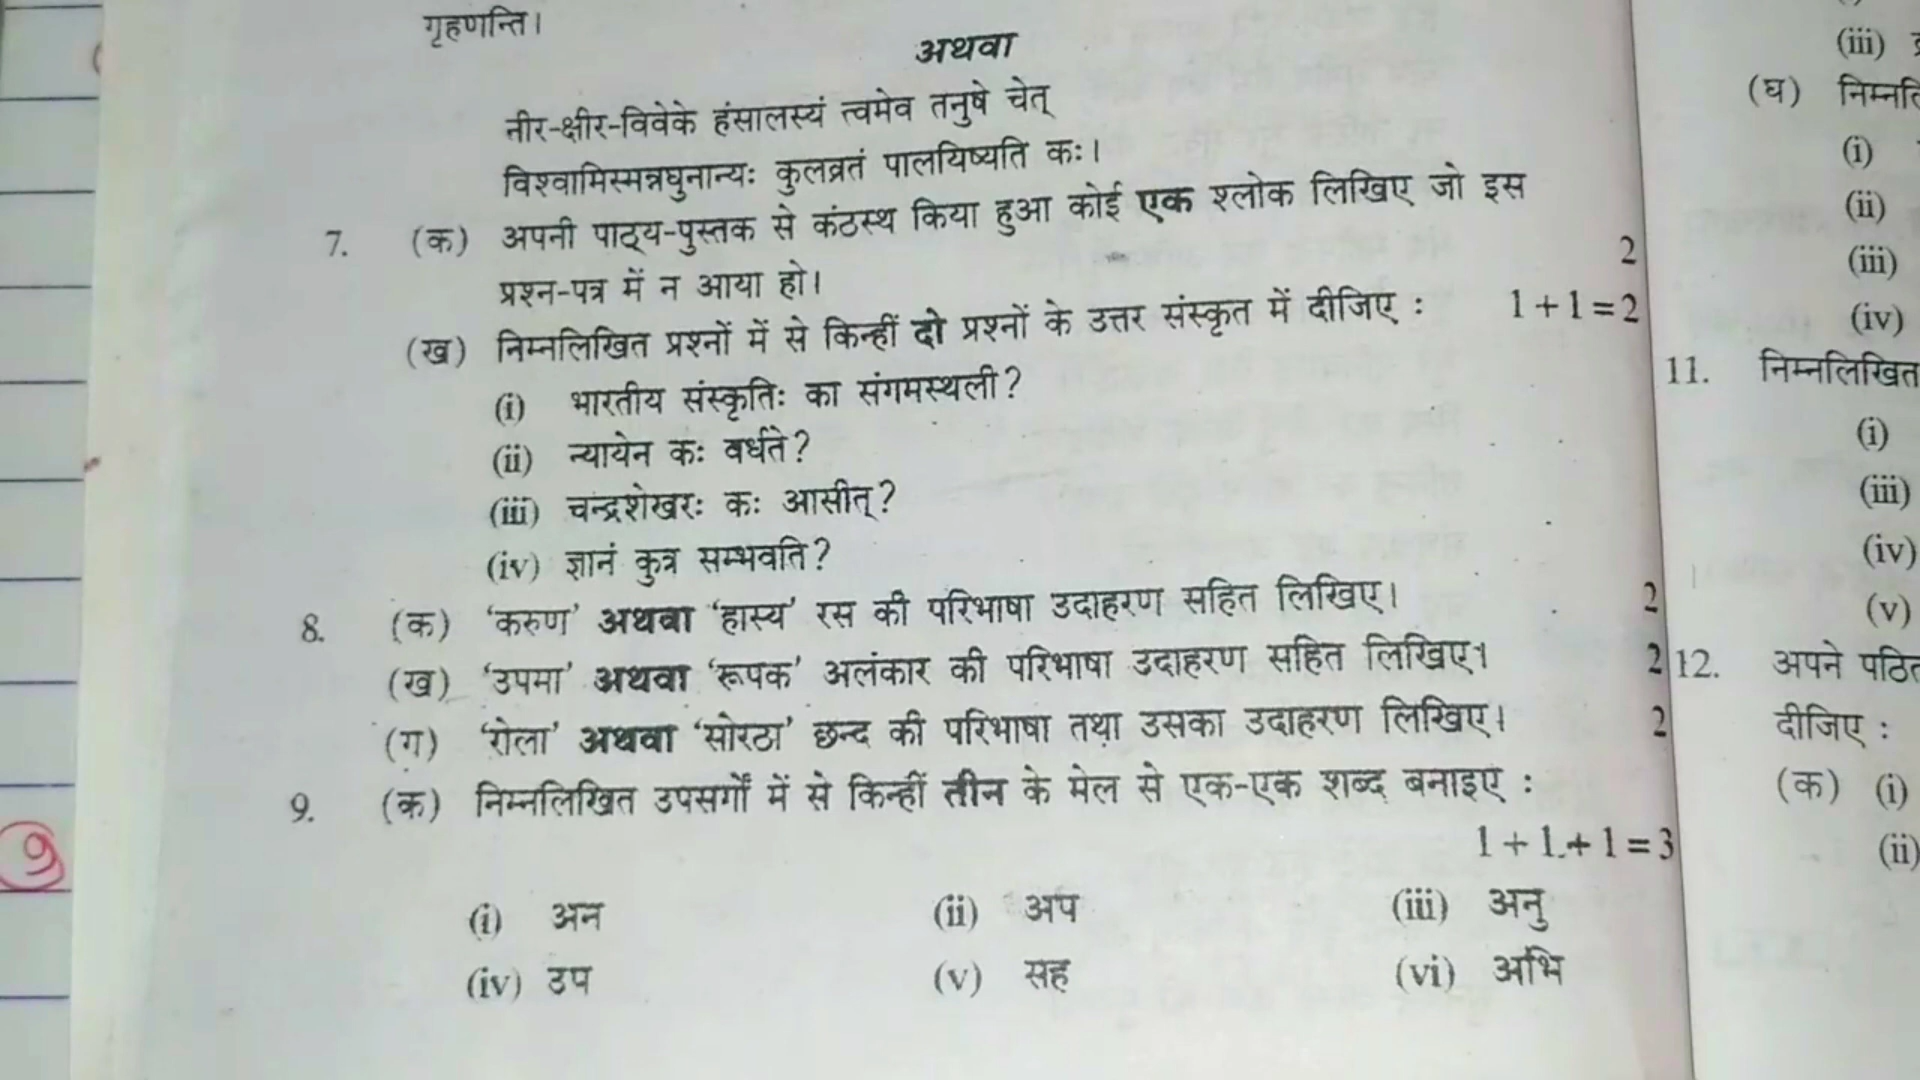 गृहणन्ति।
अथवा
नीर-क्षीर-विवेके हंसालस्यं त्वमेव तनुषे चेत्
विश्वामिस्मन्नधुनान्यः कुलव्रतं पालयिष्यति कः।
7. (क) अपनी पाठ्य-पुस्तक से कंठस्थ किया हुआ कोई एक श्लोक लिखिए जो इस
प्रश्न-पत्र में न आया हो। 2
(ख) निम्नलिखित प्रश्नों में से किन्हीं दो प्रश्नों के उत्तर संस्कृत में दीजिए : 1+1=2
(i) भारतीय संस्कृतिः का संगमस्थली?
(ii) न्यायेन कः वर्धते?
(iii) चन्द्रशेखरः कः आसीत्?
(iv) ज्ञानं कुत्र सम्भवति?
8. (क) 'करुण' अथवा 'हास्य' रस की परिभाषा उदाहरण सहित लिखिए। 2
(ख) 'उपमा' अथवा 'रूपक' अलंकार की परिभाषा उदाहरण सहित लिखिए। 2
(ग) 'रोला' अथवा 'सोरठा' छन्द की परिभाषा तथा उसका उदाहरण लिखिए। 2
9. (क) निम्नलिखित उपसर्गों में से किन्हीं तीन के मेल से एक-एक शब्द बनाइए :
1+1+1=3
(i) अन (ii) अप (iii) अनु
(iv) उप (v) सह (vi) अभि
(iii)
(घ)
(i)
(ii)
(iii)
(iv)
11. निम्नलिखित
(i)
(iii)
(iv)
(v)
12. अपने पठित
दीजिए :
(क) (i)
(ii)